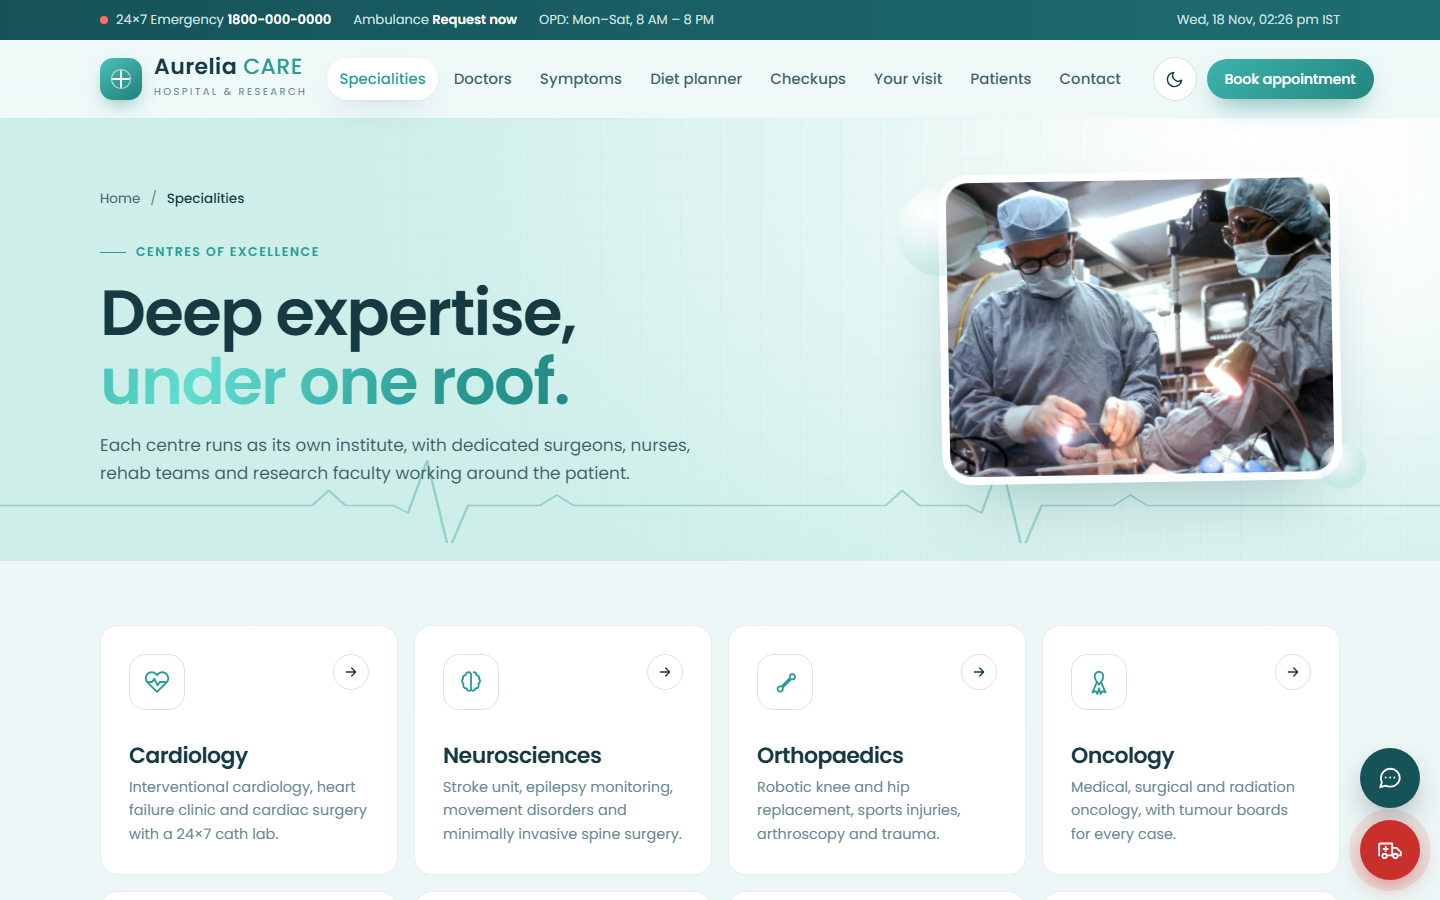 24×7 Emergency 1800-000-0000
Ambulance Request now
OPD: Mon–Sat, 8 AM – 8 PM
Wed, 18 Nov, 02:26 pm IST
Aurelia CARE
HOSPITAL & RESEARCH
Specialities
Doctors
Symptoms
Diet planner
Checkups
Your visit
Patients
Contact
Book appointment
Home / Specialities
CENTRES OF EXCELLENCE
Deep expertise,
under one roof.
Each centre runs as its own institute, with dedicated surgeons, nurses,
rehab teams and research faculty working around the patient.
Cardiology
Interventional cardiology, heart
failure clinic and cardiac surgery
with a 24×7 cath lab.
Neurosciences
Stroke unit, epilepsy monitoring,
movement disorders and
minimally invasive spine surgery.
Orthopaedics
Robotic knee and hip
replacement, sports injuries,
arthroscopy and trauma.
Oncology
Medical, surgical and radiation
oncology, with tumour boards
for every case.